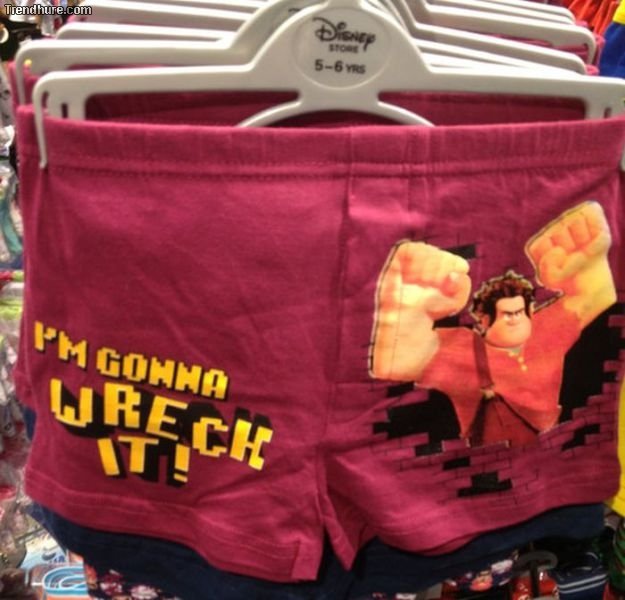 Trendhure.com
Disney
STORE
5-6 YRS
I'M GONNA
WRECK
IT!